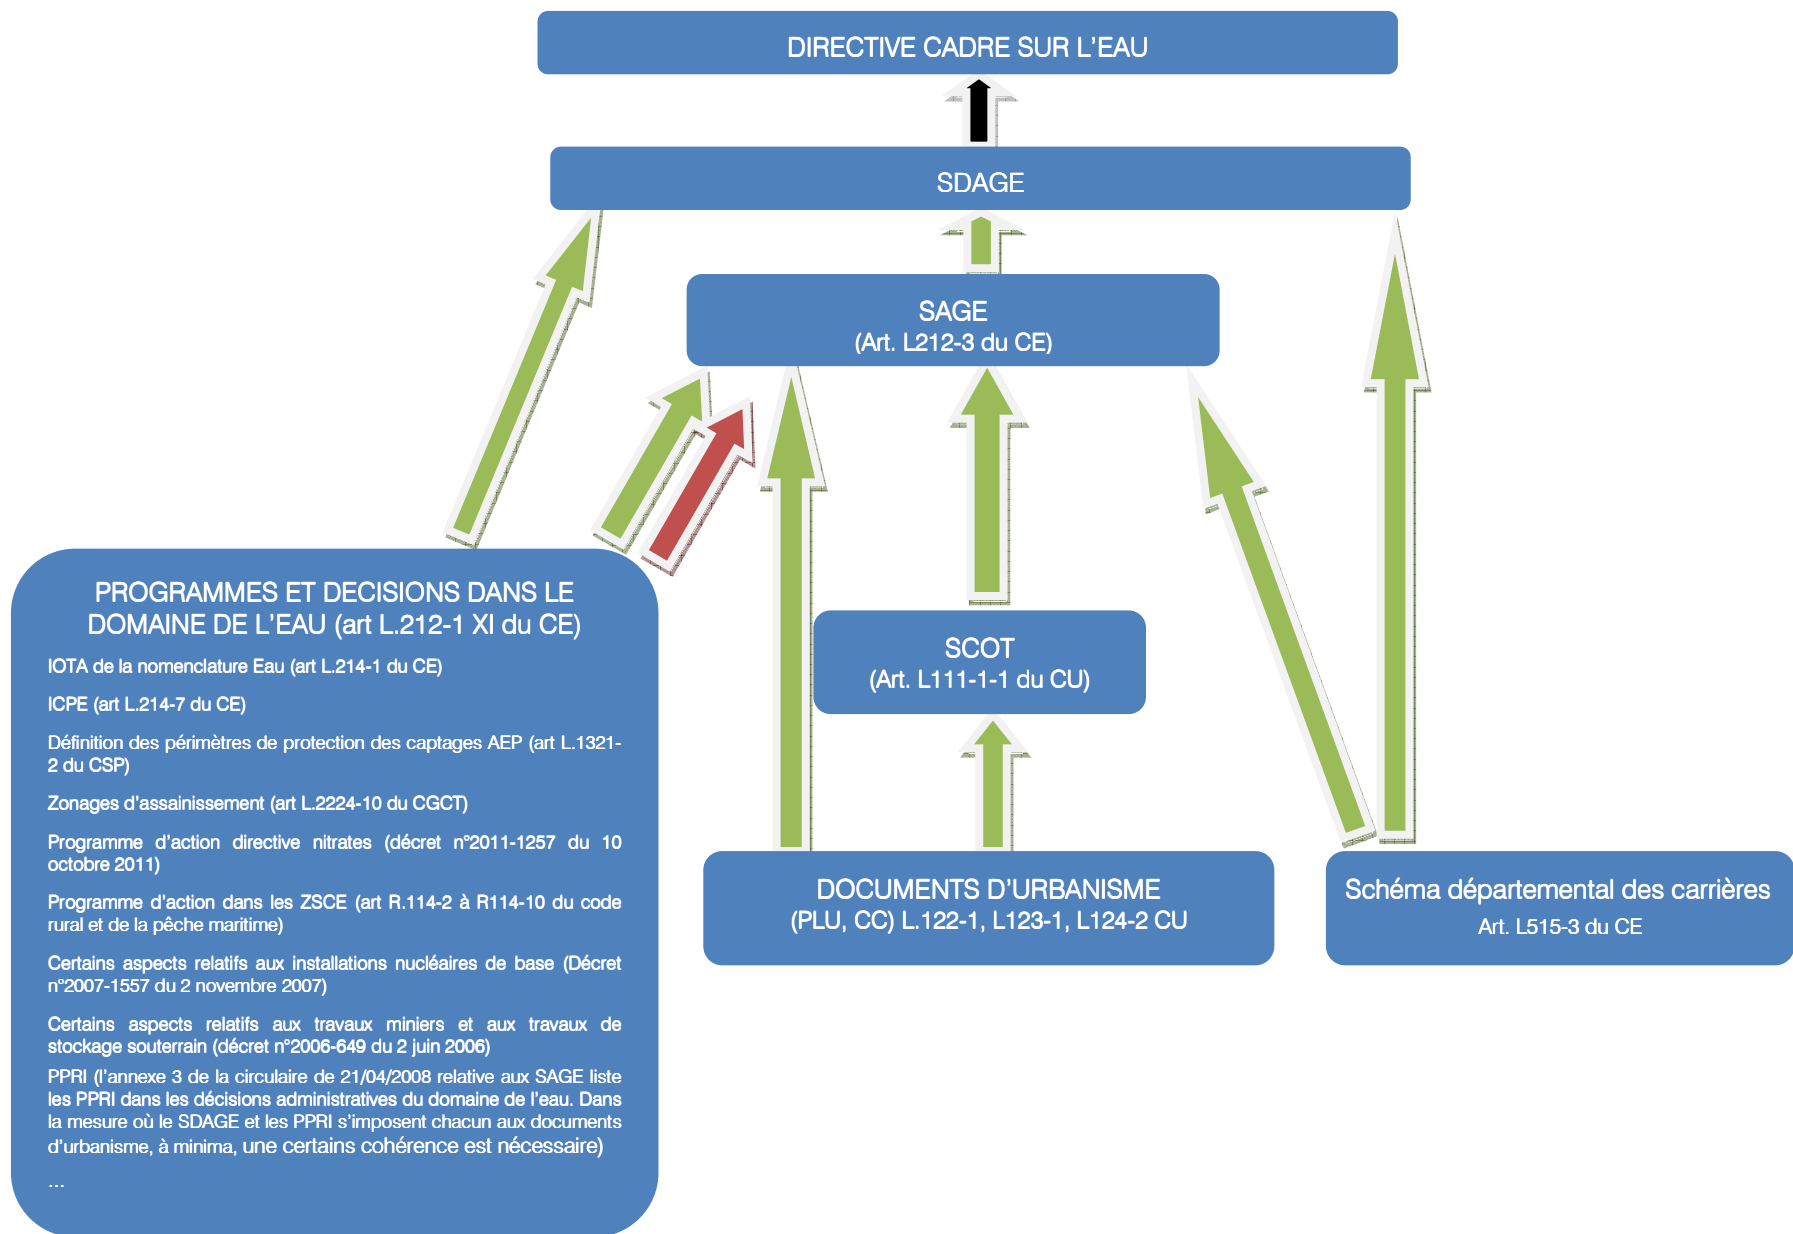 DIRECTIVE CADRE SUR L'EAU
SDAGE
SAGE
(Art. L212-3 du CE)
PROGRAMMES ET DECISIONS DANS LE
DOMAINE DE L'EAU (art L.212-1 XI du CE)
IOTA de la nomenclature Eau (art L.214-1 du CE)
ICPE (art L.214-7 du CE)
Définition des périmètres de protection des captages AEP (art L.1321-
2 du CSP)
Zonages d'assainissement (art L.2224-10 du CGCT)
Programme d'action directive nitrates (décret n°2011-1257 du 10
octobre 2011)
Programme d'action dans les ZSCE (art R.114-2 à R114-10 du code
rural et de la pêche maritime)
Certains aspects relatifs aux installations nucléaires de base (Décret
n°2007-1557 du 2 novembre 2007)
Certains aspects relatifs aux travaux miniers et aux travaux de
stockage souterrain (décret n°2006-649 du 2 juin 2006)
PPRI (l'annexe 3 de la circulaire de 21/04/2008 relative aux SAGE liste
les PPRI dans les décisions administratives du domaine de l'eau. Dans
la mesure où le SDAGE et les PPRI s'imposent chacun aux documents
d'urbanisme, à minima, une certains cohérence est nécessaire)
...
SCOT
(Art. L111-1-1 du CU)
DOCUMENTS D'URBANISME
(PLU, CC) L.122-1, L123-1, L124-2 CU
Schéma départemental des carrières
Art. L515-3 du CE